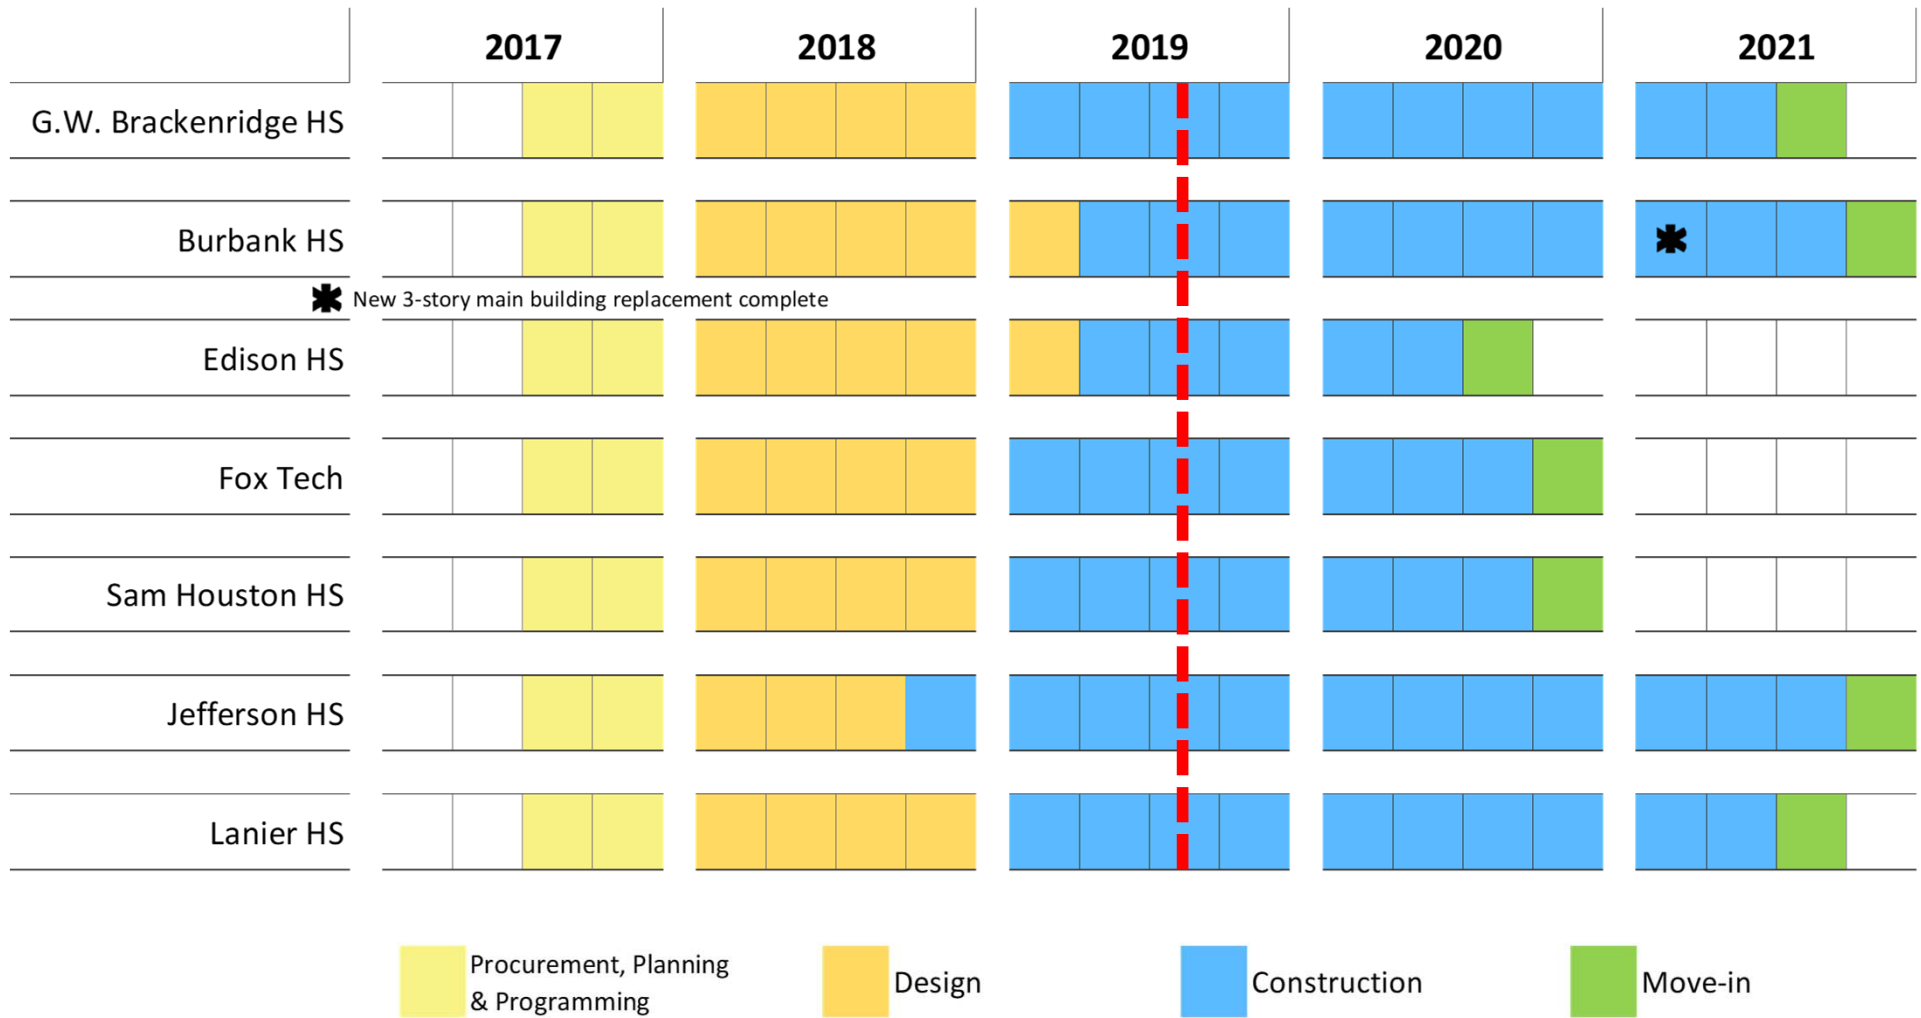 2017 2018 2019 2020 2021
G.W. Brackenridge HS
Burbank HS ✱
✱ New 3-story main building replacement complete
Edison HS
Fox Tech
Sam Houston HS
Jefferson HS
Lanier HS
Procurement, Planning
& Programming
Design
Construction
Move-in